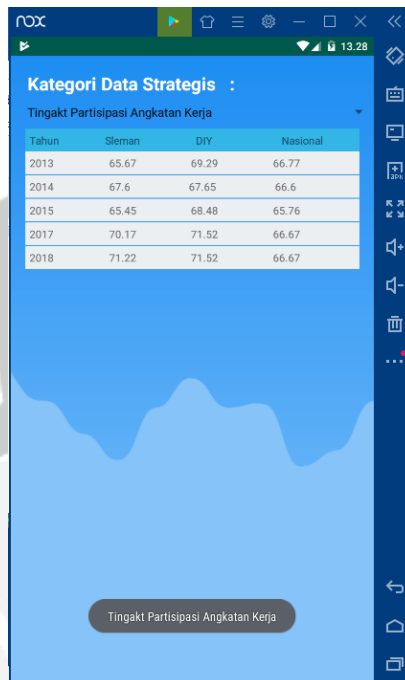 nox
13.28
Kategori Data Strategis :
Tingakt Partisipasi Angkatan Kerja
Tahun Sleman DIY Nasional
2013 65.67 69.29 66.77
2014 67.6 67.65 66.6
2015 65.45 68.48 65.76
2017 70.17 71.52 66.67
2018 71.22 71.52 66.67
Tingakt Partisipasi Angkatan Kerja